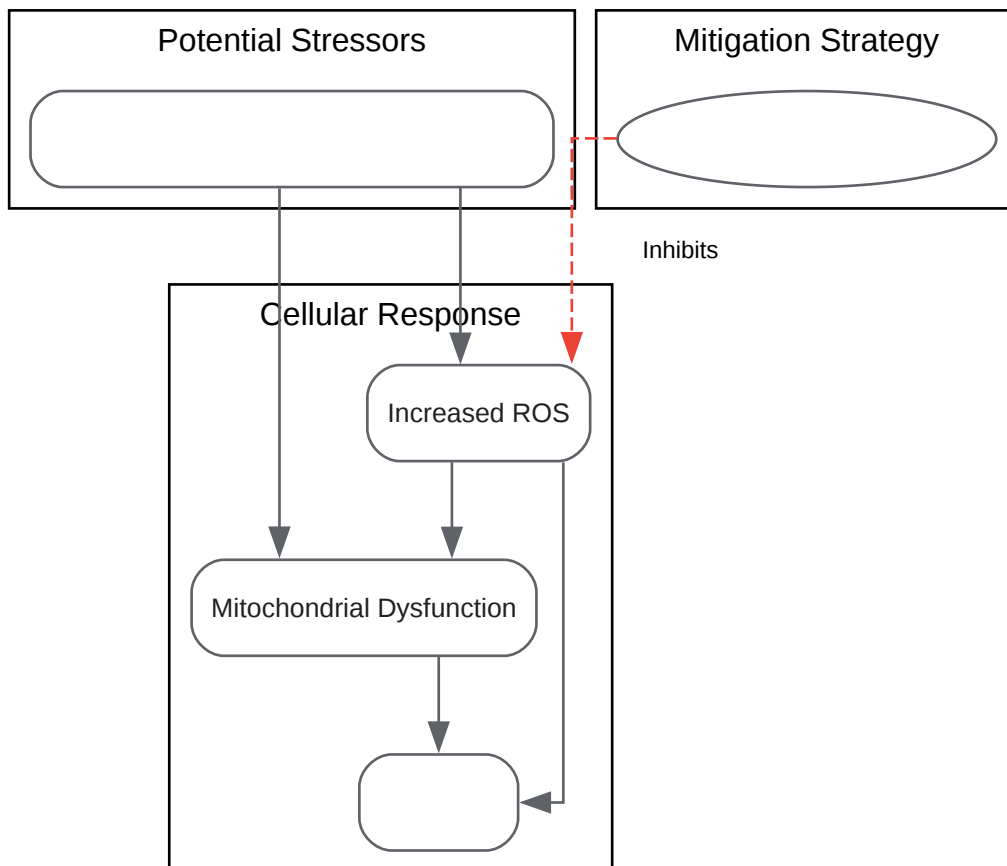 Potential Stressors
Mitigation Strategy
Inhibits
Cellular Response
Increased ROS
Mitochondrial Dysfunction